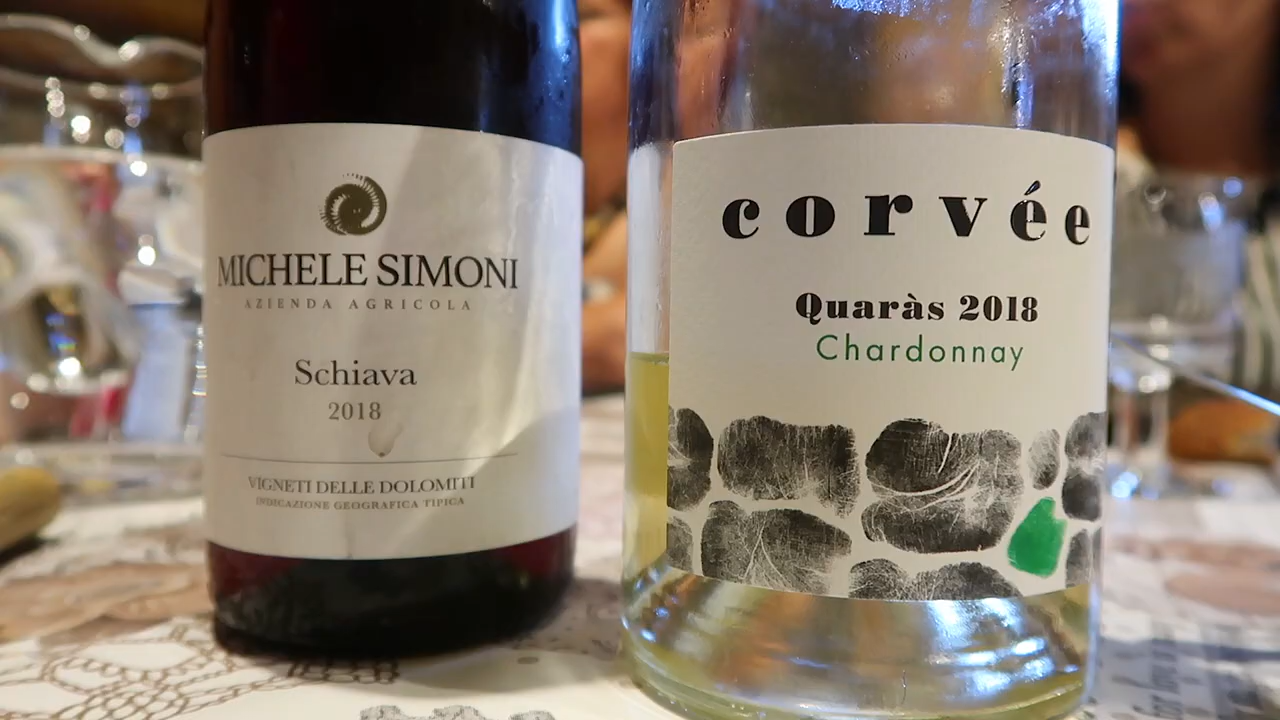 MICHELE SIMONI
AZIENDA AGRICOLA
Schiava
2018
VIGNETI DELLE DOLOMITI
INDICAZIONE GEOGRAFICA TIPICA
corvée
Quaràs 2018
Chardonnay